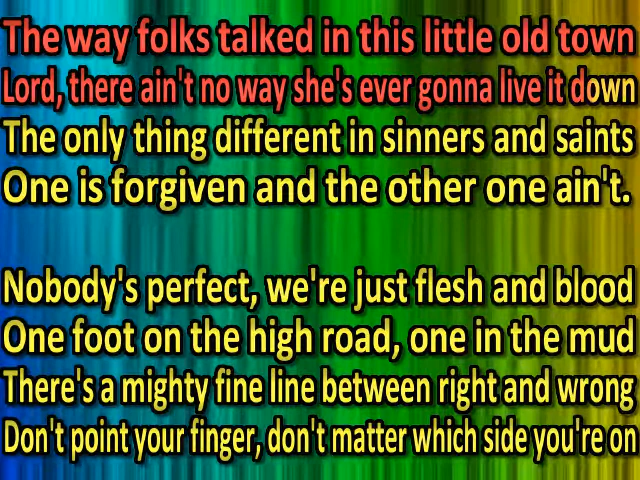 The way folks talked in this little old town
Lord, there ain't no way she's ever gonna live it down
The only thing different in sinners and saints
One is forgiven and the other one ain't.
Nobody's perfect, we're just flesh and blood
One foot on the high road, one in the mud
There's a mighty fine line between right and wrong
Don't point your finger, don't matter which side you're on